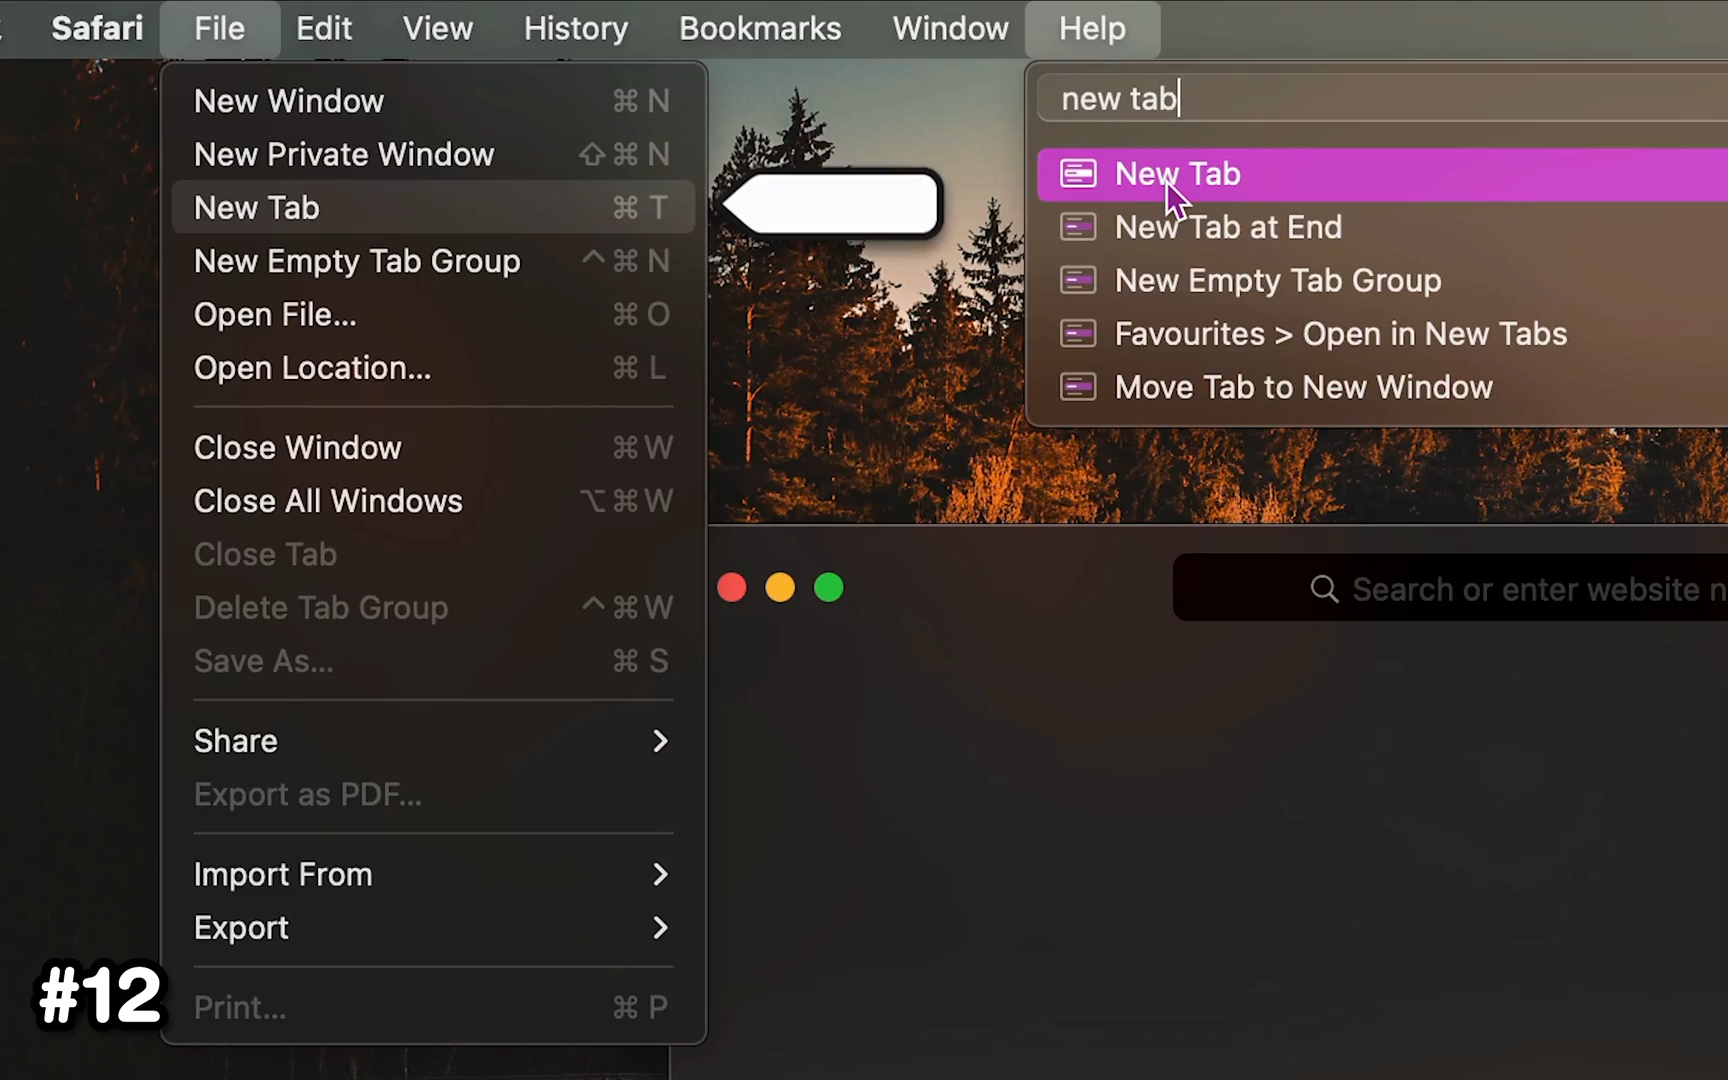 Safari File Edit View History Bookmarks Window Help
New Window ⌘ N
New Private Window ⇧ ⌘ N
New Tab ⌘ T
New Empty Tab Group ^ ⌘ N
Open File... ⌘ O
Open Location... ⌘ L
Close Window ⌘ W
Close All Windows ⌥ ⌘ W
Close Tab
Delete Tab Group ^ ⌘ W
Save As... ⌘ S
Share >
Export as PDF...
Import From >
Export >
Print... ⌘ P
new tab
New Tab
New Tab at End
New Empty Tab Group
Favourites > Open in New Tabs
Move Tab to New Window
Search or enter website n
#12